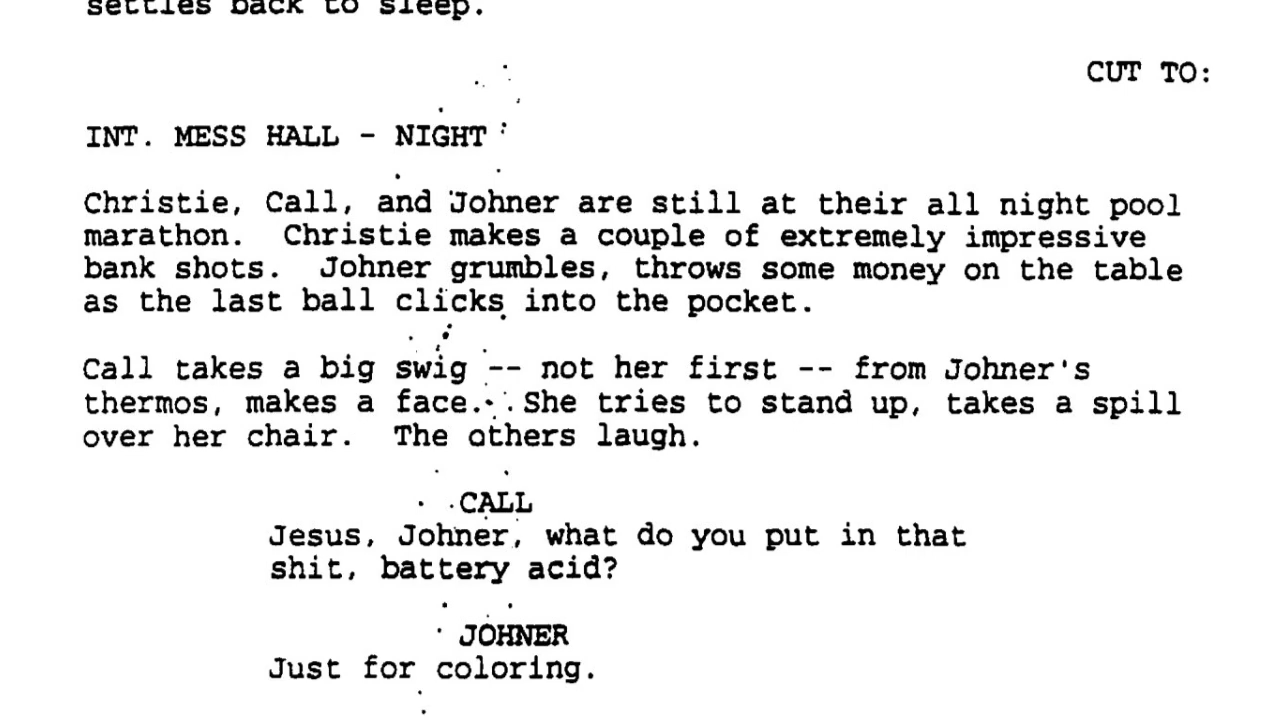 settles back to sleep.
CUT TO:
INT. MESS HALL - NIGHT
Christie, Call, and Johner are still at their all night pool
marathon.  Christie makes a couple of extremely impressive
bank shots.  Johner grumbles, throws some money on the table
as the last ball clicks into the pocket.
Call takes a big swig -- not her first -- from Johner's
thermos, makes a face.  She tries to stand up, takes a spill
over her chair.  The others laugh.
CALL
Jesus, Johner, what do you put in that
shit, battery acid?
JOHNER
Just for coloring.